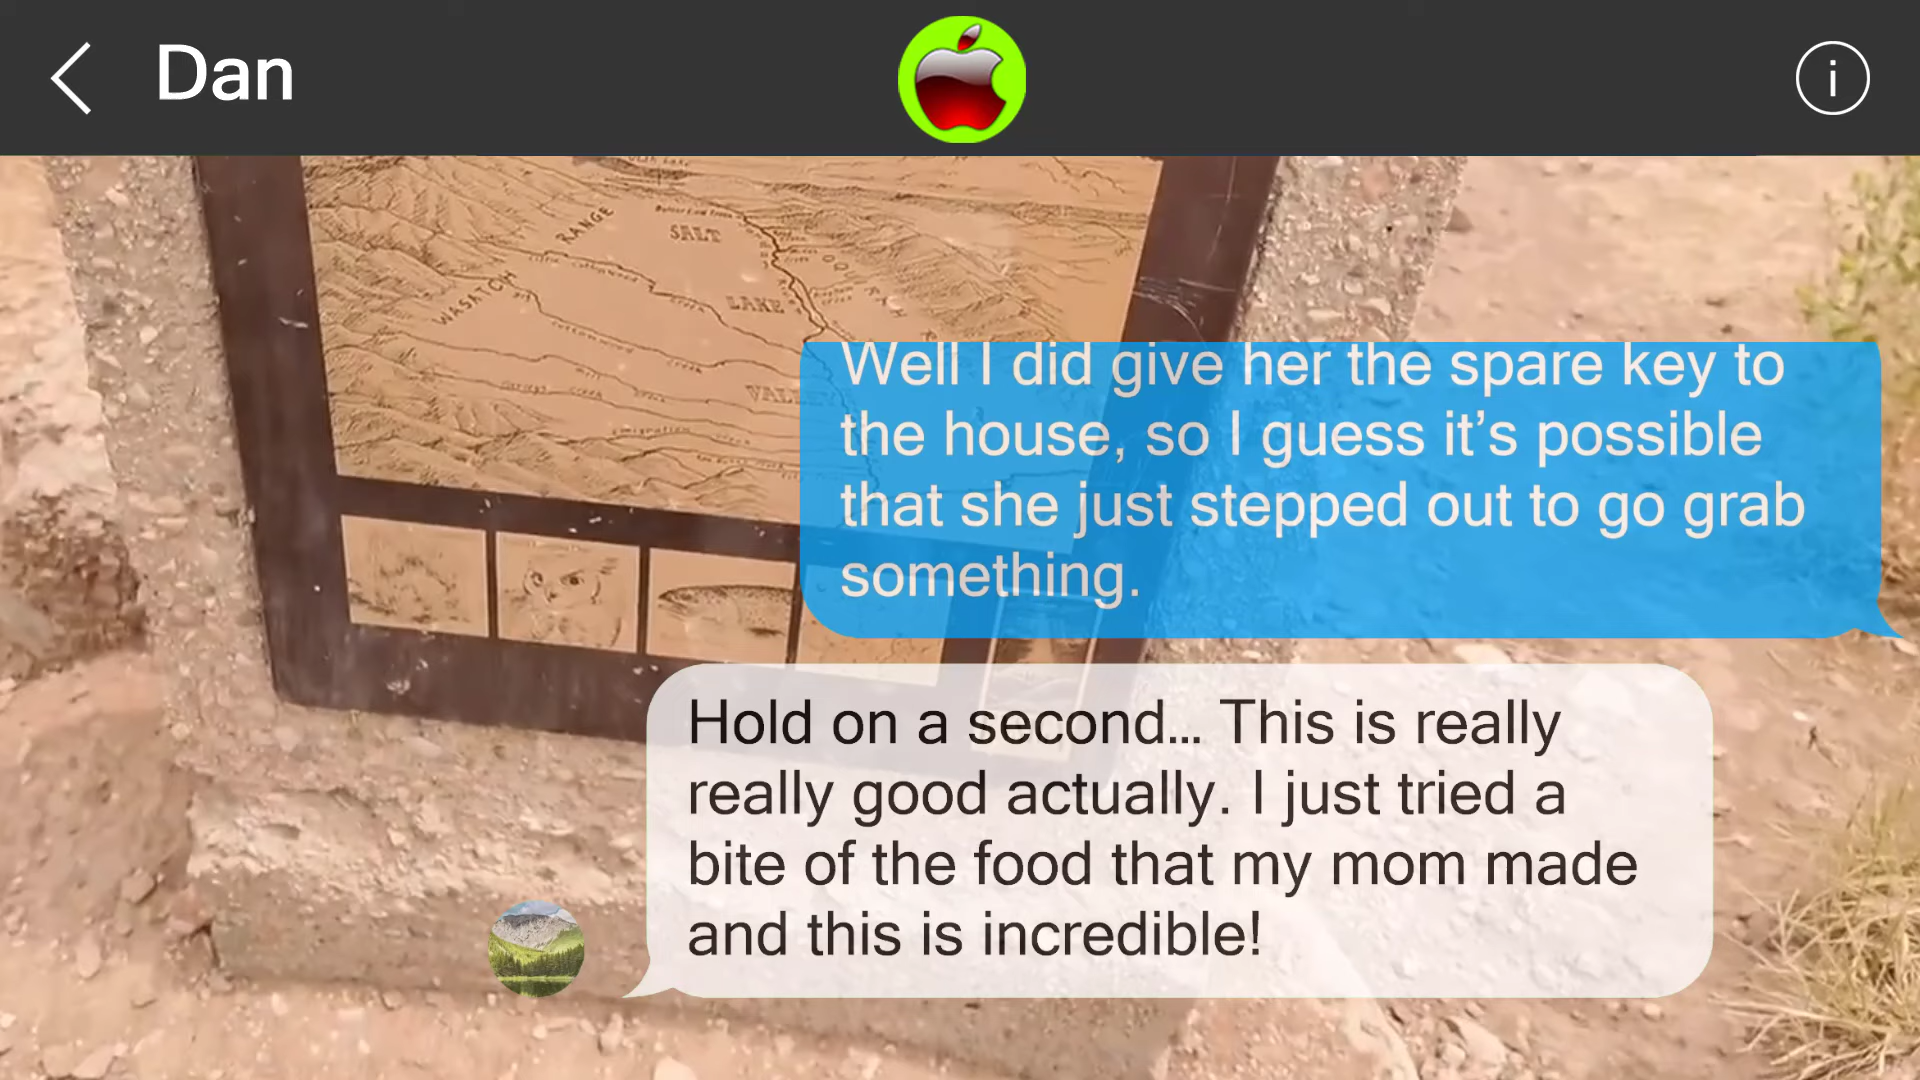 Dan
i
WASATCH RANGE
SALT
LAKE
Well I did give her the spare key to
the house, so I guess it’s possible
that she just stepped out to go grab
something.
Hold on a second... This is really
really good actually. I just tried a
bite of the food that my mom made
and this is incredible!